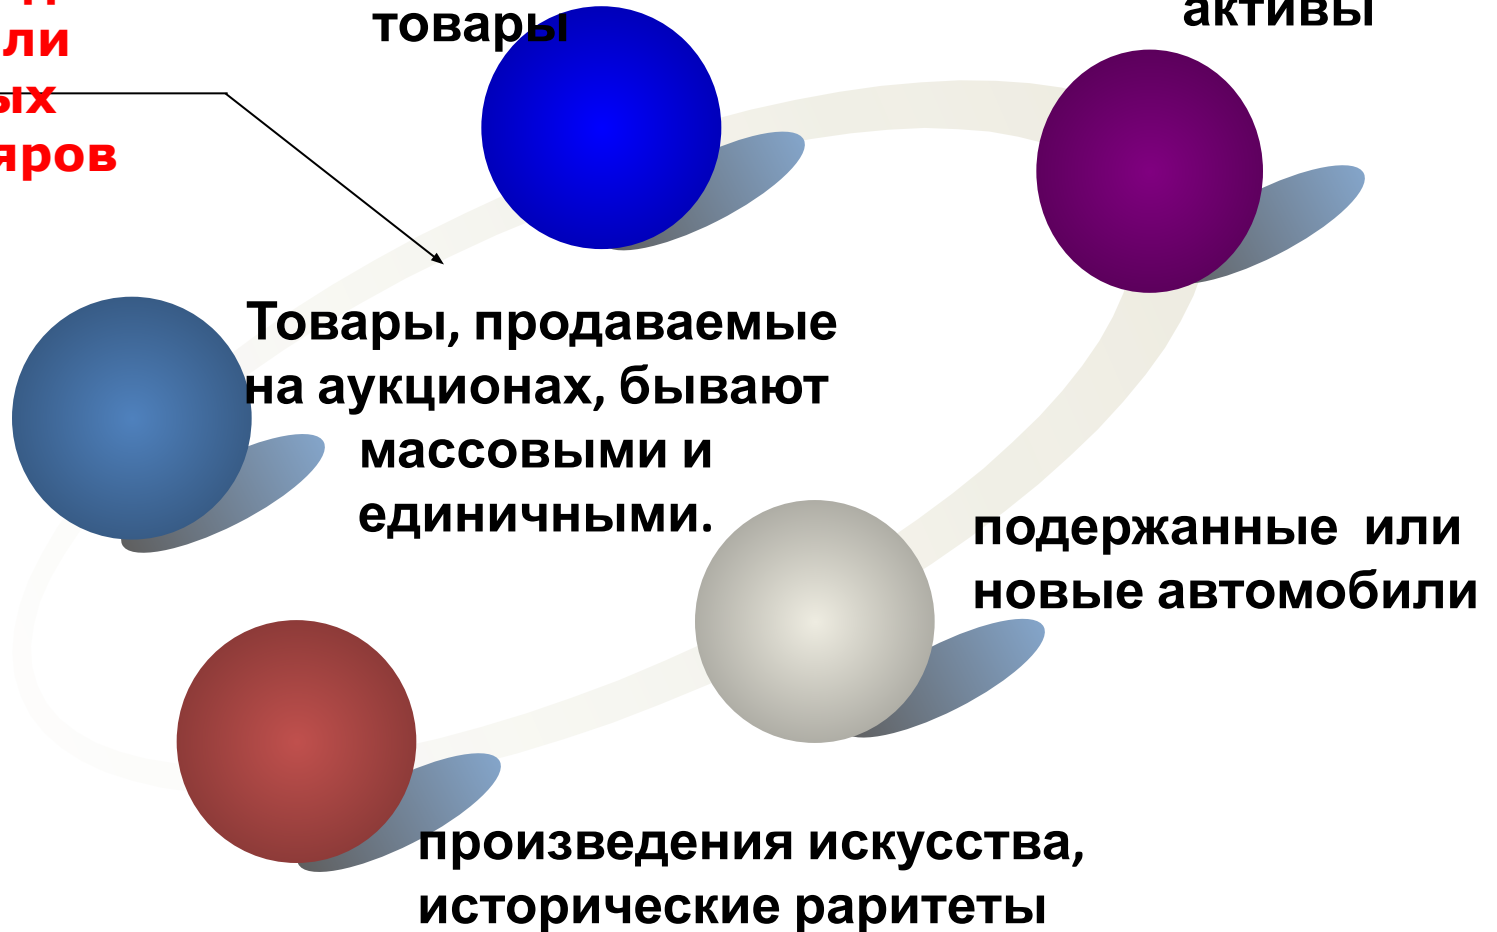 ли
ых
яров
товары
активы
Товары, продаваемые
на аукционах, бывают
массовыми и
единичными.
подержанные или
новые автомобили
произведения искусства,
исторические раритеты